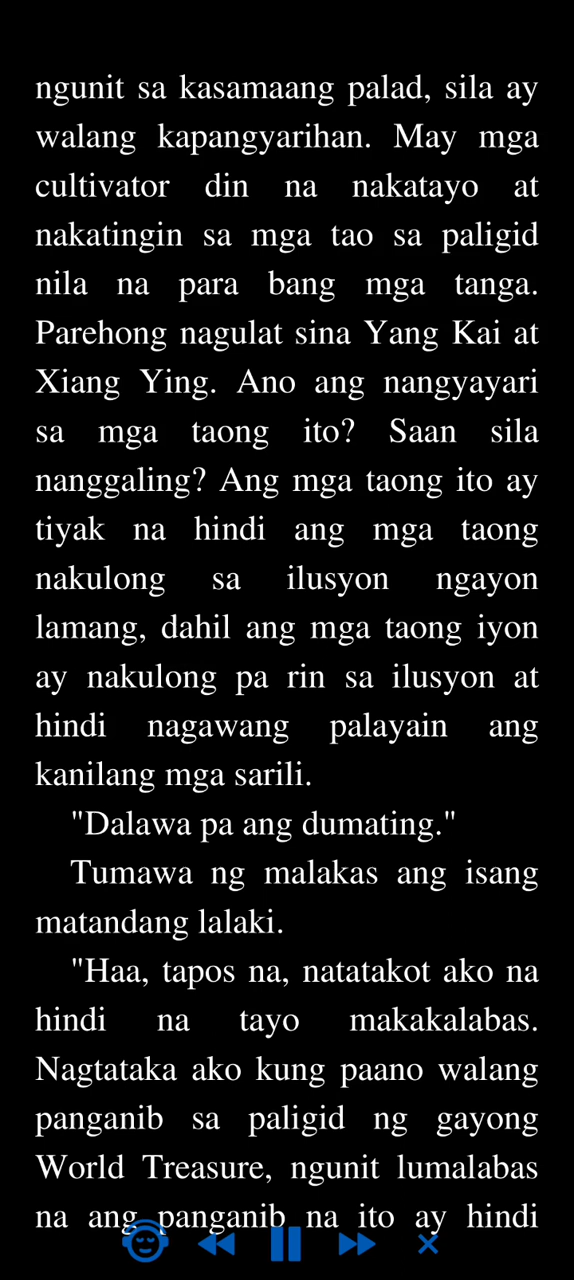 ngunit sa kasamaang palad, sila ay
walang kapangyarihan. May mga
cultivator din na nakatayo at
nakatingin sa mga tao sa paligid
nila na para bang mga tanga.
Parehong nagulat sina Yang Kai at
Xiang Ying. Ano ang nangyayari
sa mga taong ito? Saan sila
nanggaling? Ang mga taong ito ay
tiyak na hindi ang mga taong
nakulong sa ilusyon ngayon
lamang, dahil ang mga taong iyon
ay nakulong pa rin sa ilusyon at
hindi nagawang palayain ang
kanilang mga sarili.
"Dalawa pa ang dumating."
Tumawa ng malakas ang isang
matandang lalaki.
"Haa, tapos na, natatakot ako na
hindi na tayo makakalabas.
Nagtataka ako kung paano walang
panganib sa paligid ng gayong
World Treasure, ngunit lumalabas
na ang panganib na ito ay hindi